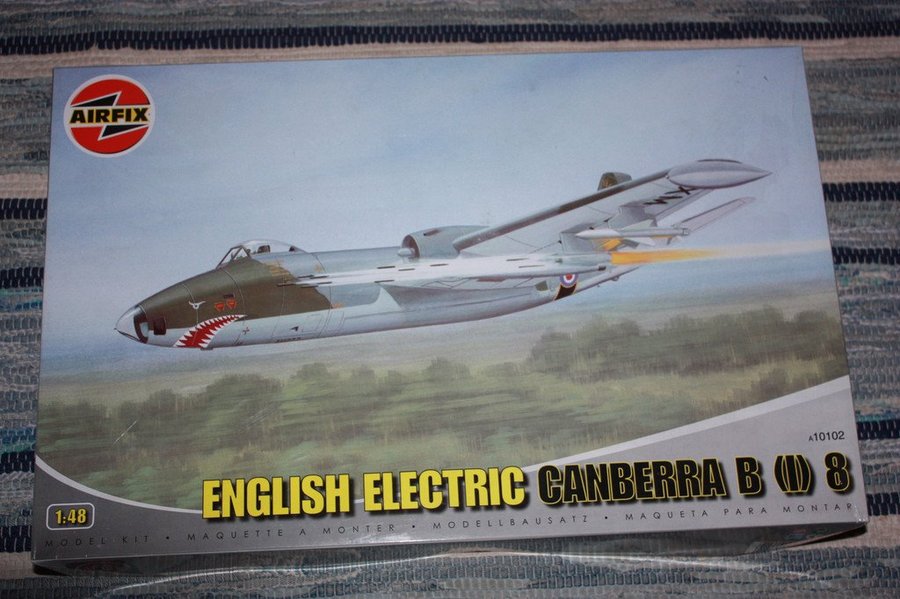 AIRFIX
A10102
ENGLISH ELECTRIC CANBERRA B (I) 8
1:48
MODEL KIT • MAQUETTE A MONTER • MODELLBAUSATZ • MAQUETA PARA MONTAR